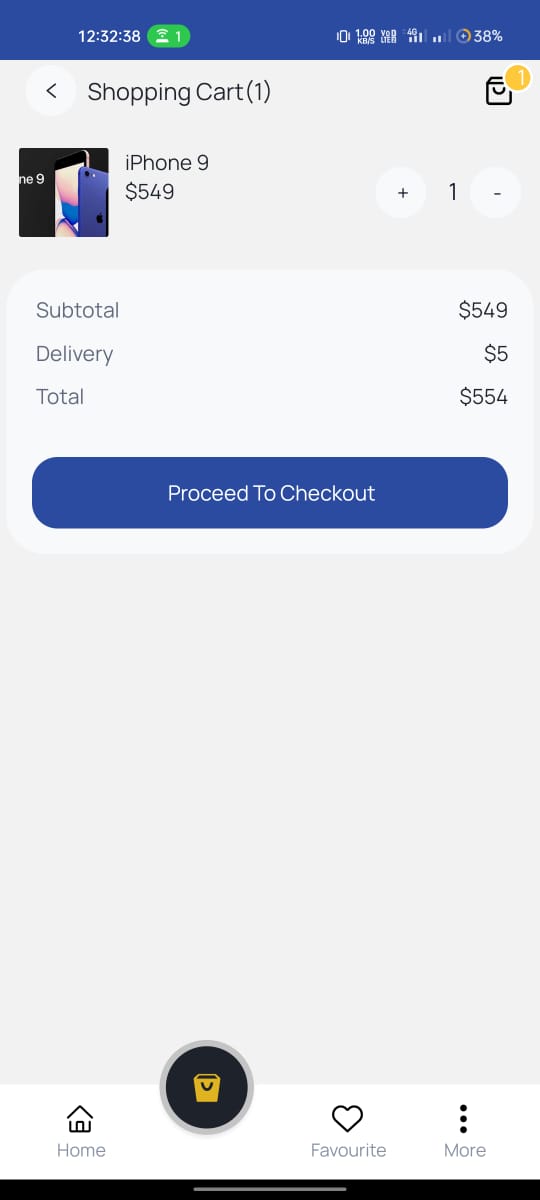 12:32:38 1 1.00 KB/S Vo) LTE 4G 38%
Shopping Cart(1)
1
ne 9
iPhone 9
$549
+ 1 -
Subtotal $549
Delivery $5
Total $554
Proceed To Checkout
Home Favourite More